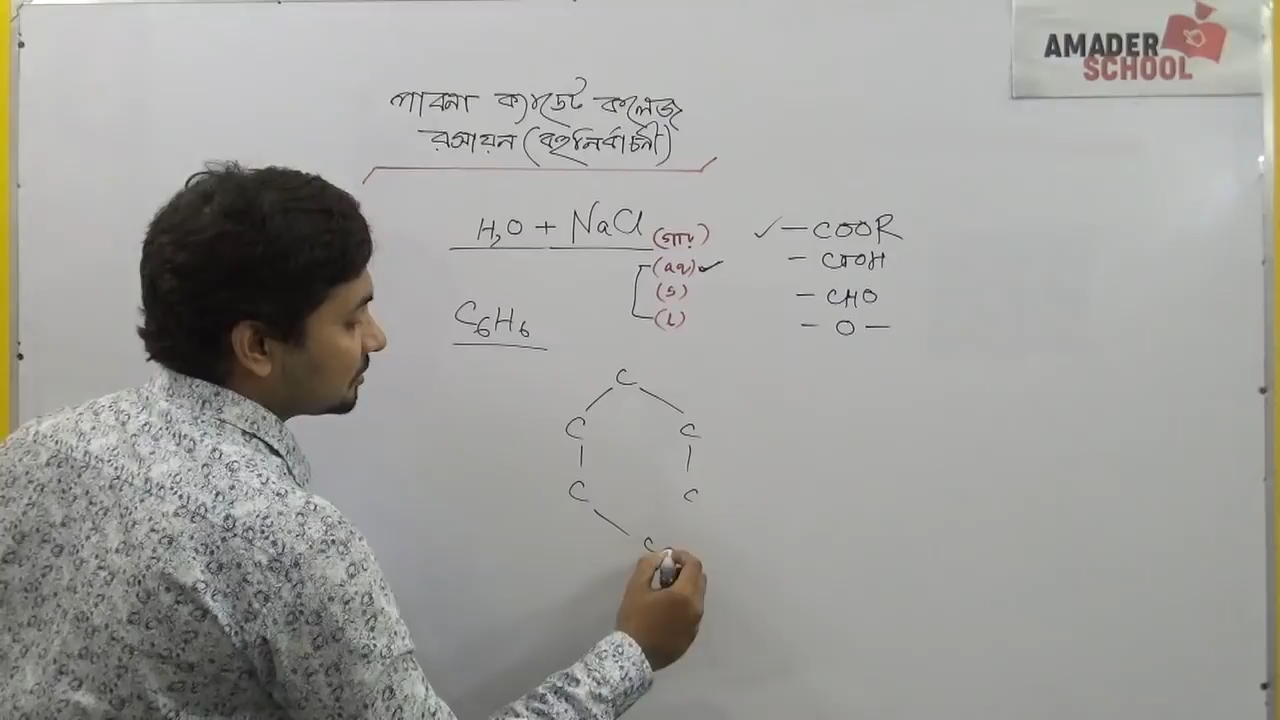 AMADER
SCHOOL
পাবনা ক্যাডেট কলেজ
রসায়ন (বহুনির্বাচনী)
H₂O + NaCl (গাঢ়)
(aq) ✓
(s)
(l)
✓ — COOR
— COOH
— CHO
— O —
C₆H₆
C
C C
C C
C